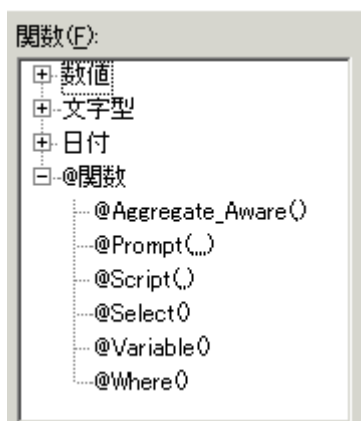 関数(F):
数値
文字型
日付
@関数
@Aggregate_Aware()
@Prompt(,,,)
@Script(,)
@Select()
@Variable()
@Where()